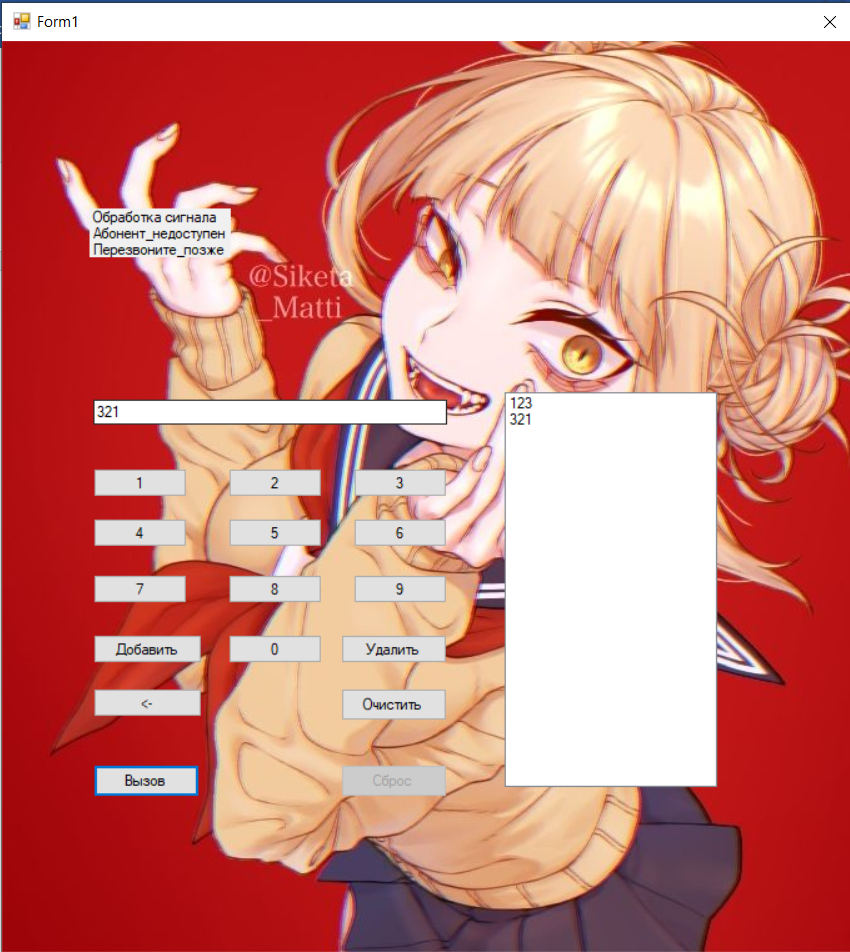 Form1
Обработка сигнала
Абонент_недоступен
Перезвоните_позже
@Siketa
_Matti
321
123
321
1
2
3
4
5
6
7
8
9
Добавить
0
Удалить
<-
Очистить
Вызов
Сброс